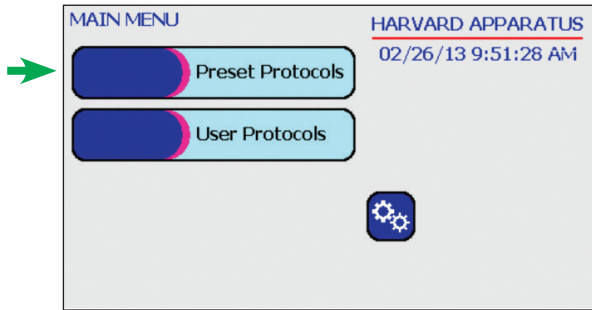 MAIN MENU
HARVARD APPARATUS
02/26/13 9:51:28 AM
Preset Protocols
User Protocols